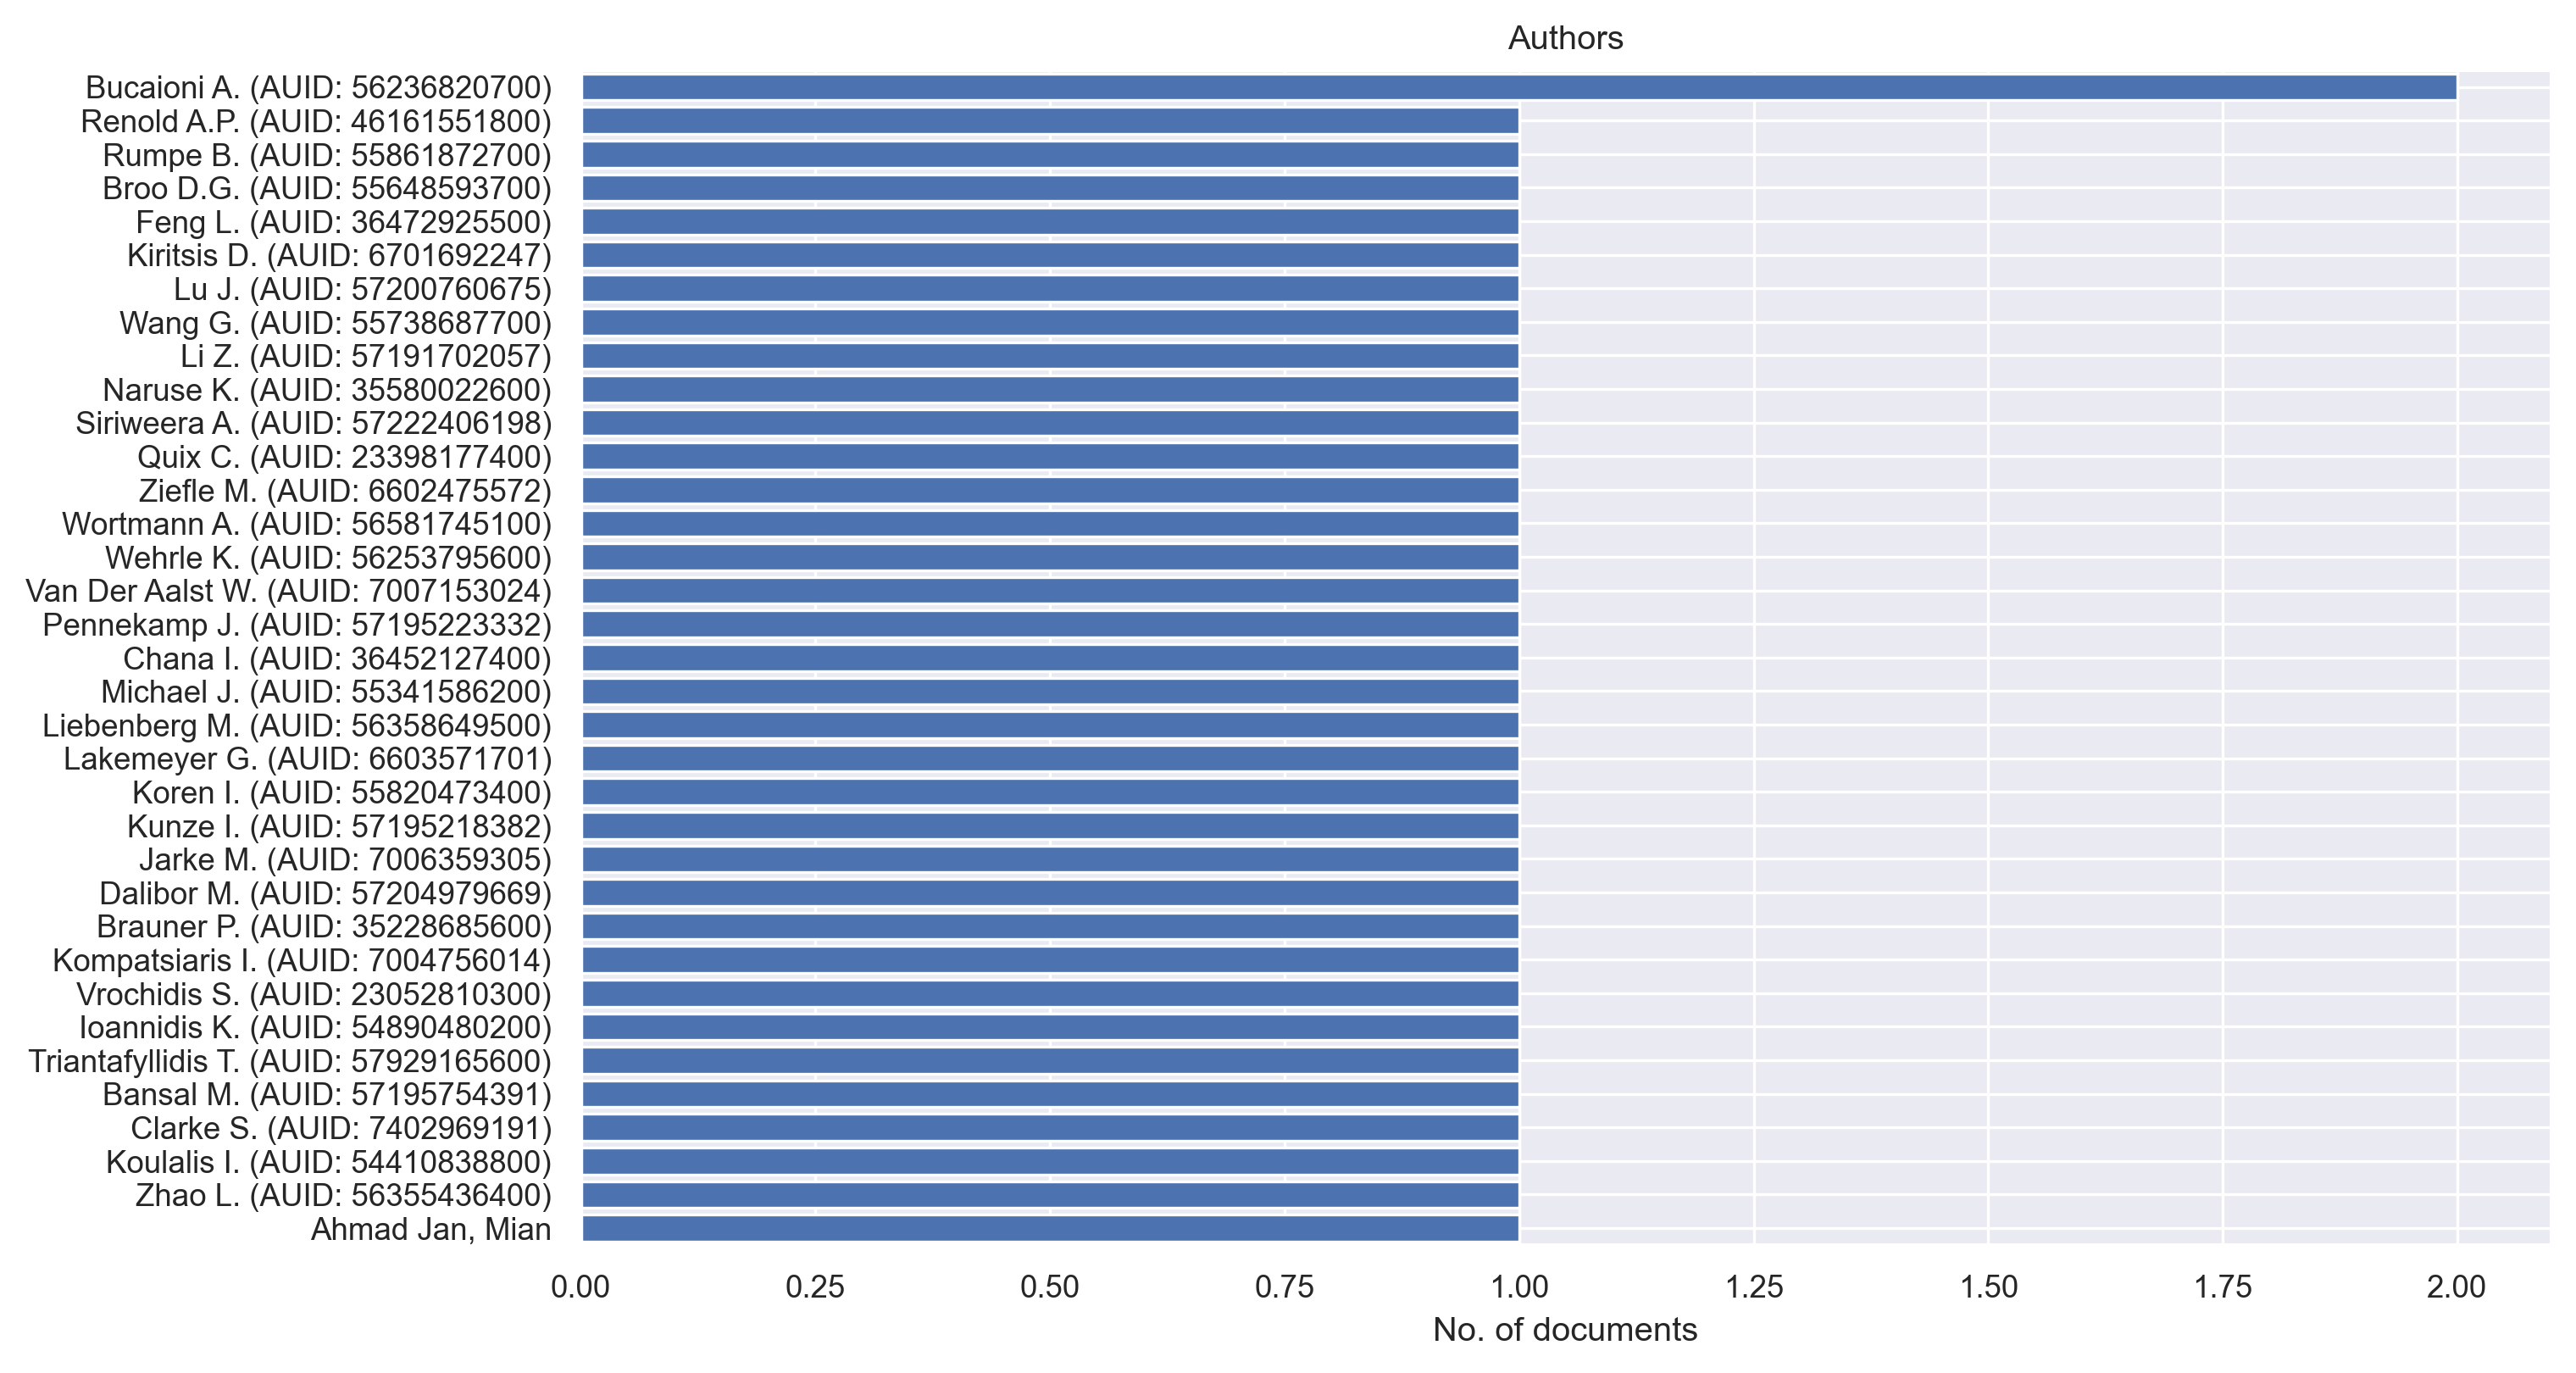 Authors
Bucaioni A. (AUID: 56236820700)
Renold A.P. (AUID: 46161551800)
Rumpe B. (AUID: 55861872700)
Broo D.G. (AUID: 55648593700)
Feng L. (AUID: 36472925500)
Kiritsis D. (AUID: 6701692247)
Lu J. (AUID: 57200760675)
Wang G. (AUID: 55738687700)
Li Z. (AUID: 57191702057)
Naruse K. (AUID: 35580022600)
Siriweera A. (AUID: 57222406198)
Quix C. (AUID: 23398177400)
Ziefle M. (AUID: 6602475572)
Wortmann A. (AUID: 56581745100)
Wehrle K. (AUID: 56253795600)
Van Der Aalst W. (AUID: 7007153024)
Pennekamp J. (AUID: 57195223332)
Chana I. (AUID: 36452127400)
Michael J. (AUID: 55341586200)
Liebenberg M. (AUID: 56358649500)
Lakemeyer G. (AUID: 6603571701)
Koren I. (AUID: 55820473400)
Kunze I. (AUID: 57195218382)
Jarke M. (AUID: 7006359305)
Dalibor M. (AUID: 57204979669)
Brauner P. (AUID: 35228685600)
Kompatsiaris I. (AUID: 7004756014)
Vrochidis S. (AUID: 23052810300)
Ioannidis K. (AUID: 54890480200)
Triantafyllidis T. (AUID: 57929165600)
Bansal M. (AUID: 57195754391)
Clarke S. (AUID: 7402969191)
Koulalis I. (AUID: 54410838800)
Zhao L. (AUID: 56355436400)
Ahmad Jan, Mian
0.00 0.25 0.50 0.75 1.00 1.25 1.50 1.75 2.00
No. of documents